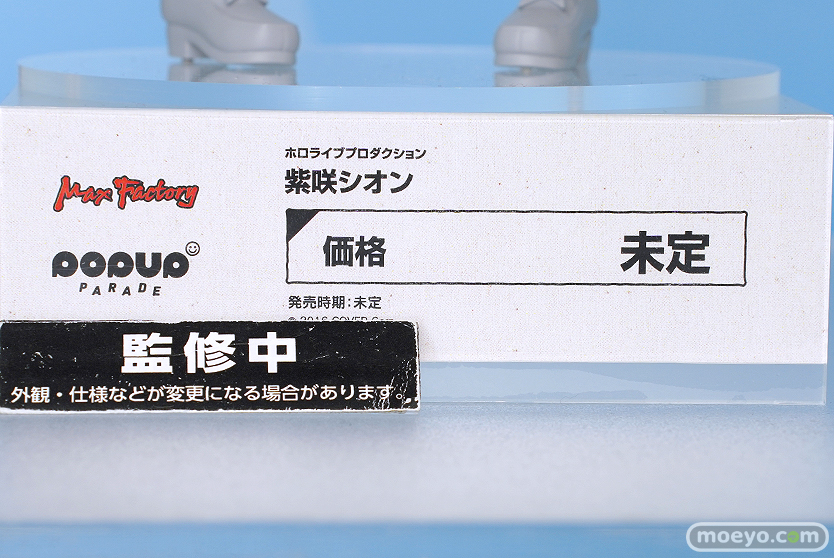 ホロライブプロダクション
紫咲シオン
Max Factory
POPUP
PARADE
価格 未定
発売時期:未定
監修中
外観・仕様などが変更になる場合があります。
moeyo.com